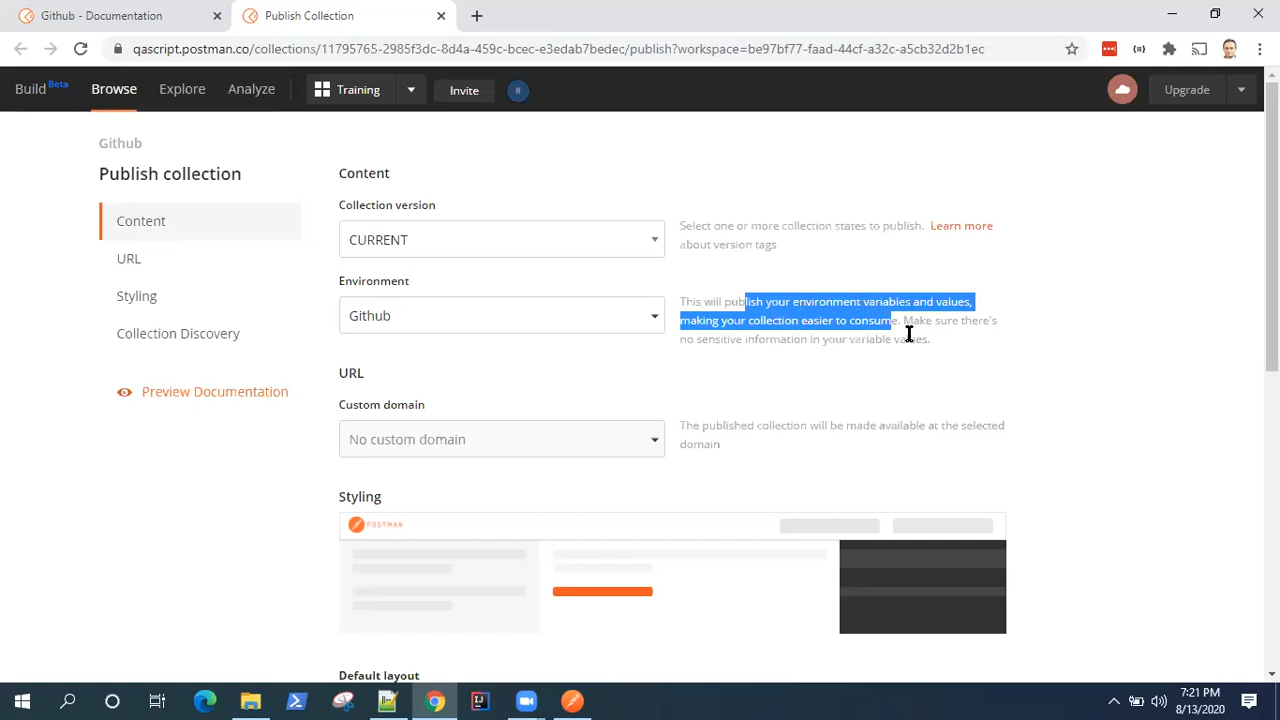 Github - Documentation
Publish Collection
qascript.postman.co/collections/11795765-2985f3dc-8d4a-459c-bcec-e3edab7bedec/publish?workspace=be97bf77-faad-44cf-a32c-a5cb32d2b1ec
Build Beta
Browse
Explore
Analyze
Training
Invite
Upgrade
Github
Publish collection
Content
URL
Styling
Collection Discovery
Preview Documentation
Content
Collection version
CURRENT
Select one or more collection states to publish. Learn more
about version tags
Environment
Github
This will publish your environment variables and values,
making your collection easier to consume. Make sure there's
no sensitive information in your variable values.
URL
Custom domain
No custom domain
The published collection will be made available at the selected
domain
Styling
POSTMAN
Default layout
7:21 PM
8/13/2020